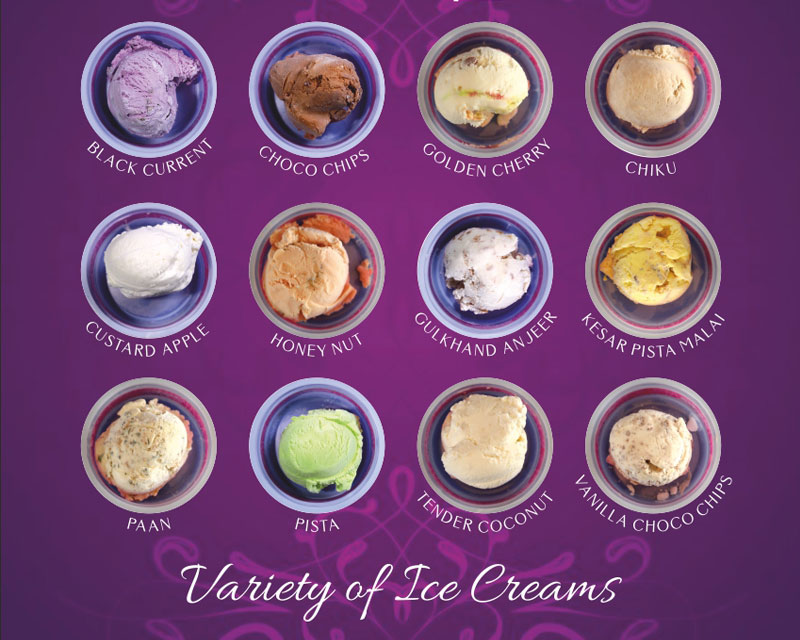 BLACK CURRENT
CHOCO CHIPS
GOLDEN CHERRY
CHIKU
CUSTARD APPLE
HONEY NUT
GULKHAND ANJEER
KESAR PISTA MALAI
PAAN
PISTA
TENDER COCONUT
VANILLA CHOCO CHIPS
Variety of Ice Creams